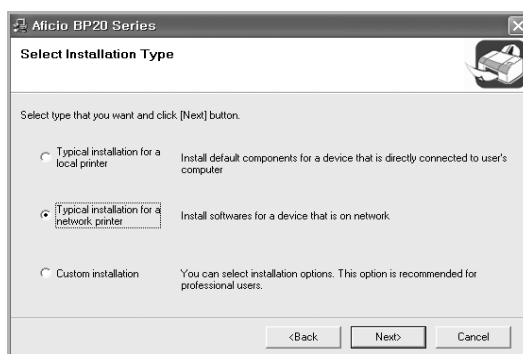 Aficio BP20 Series
Select Installation Type
Select type that you want and click [Next] button.
Typical installation for a
local printer
Install default components for a device that is directly connected to user's
computer
Typical installation for a
network printer
Install softwares for a device that is on network
Custom installation
You can select installation options. This option is recommended for
professional users.
<Back
Next>
Cancel